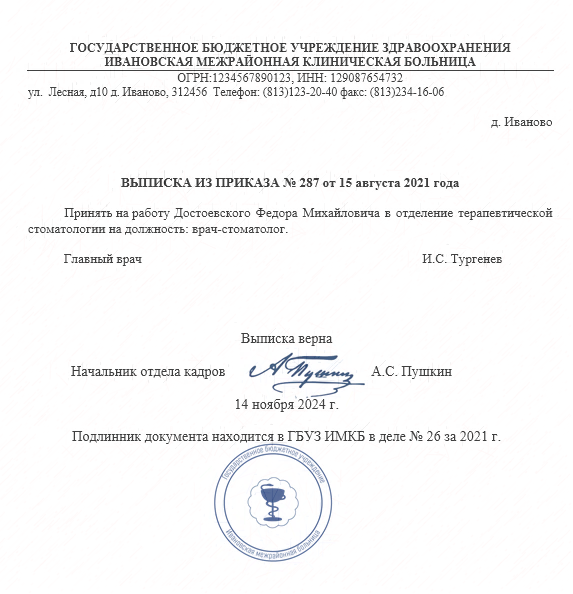 ГОСУДАРСТВЕННОЕ БЮДЖЕТНОЕ УЧРЕЖДЕНИЕ ЗДРАВООХРАНЕНИЯ
ИВАНОВСКАЯ МЕЖРАЙОННАЯ КЛИНИЧЕСКАЯ БОЛЬНИЦА
ОГРН:1234567890123, ИНН: 129087654732
ул. Лесная, д10 д. Иваново, 312456 Телефон: (813)123-20-40 факс: (813)234-16-06
д. Иваново
ВЫПИСКА ИЗ ПРИКАЗА № 287 от 15 августа 2021 года
Принять на работу Достоевского Федора Михайловича в отделение терапевтической
стоматологии на должность: врач-стоматолог.
Главный врач И.С. Тургенев
Выписка верна
Начальник отдела кадров А.Пушкин А.С. Пушкин
14 ноября 2024 г.
Подлинник документа находится в ГБУЗ ИМКБ в деле № 26 за 2021 г.
Государственное бюджетное учреждение
Ивановская межрайонная больница